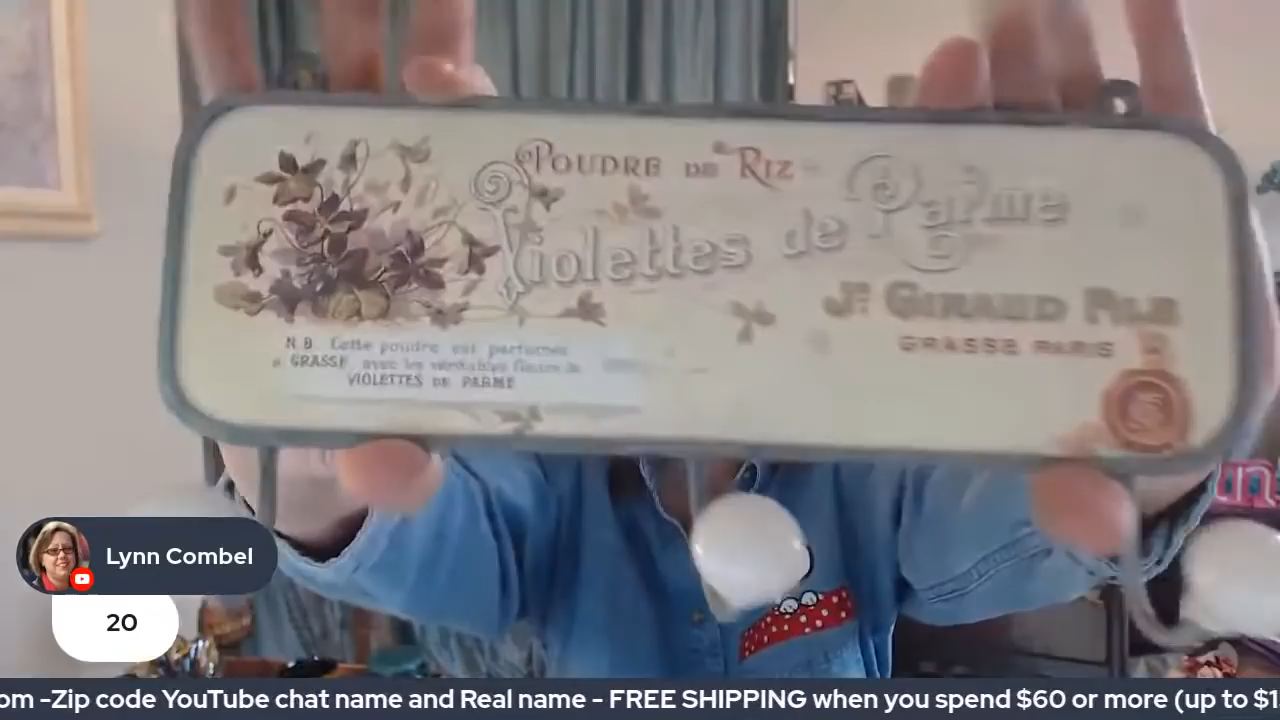 POUDRE DE RIZ
Violettes de Parme
Jne GIRAUD FILS
GRASSE PARIS
N.B. Cette poudre est parfumée
à GRASSE avec les véritables fleurs de
VIOLETTES DE PARME
Lynn Combel
20
om -Zip code YouTube chat name and Real name - FREE SHIPPING when you spend $60 or more (up to $1